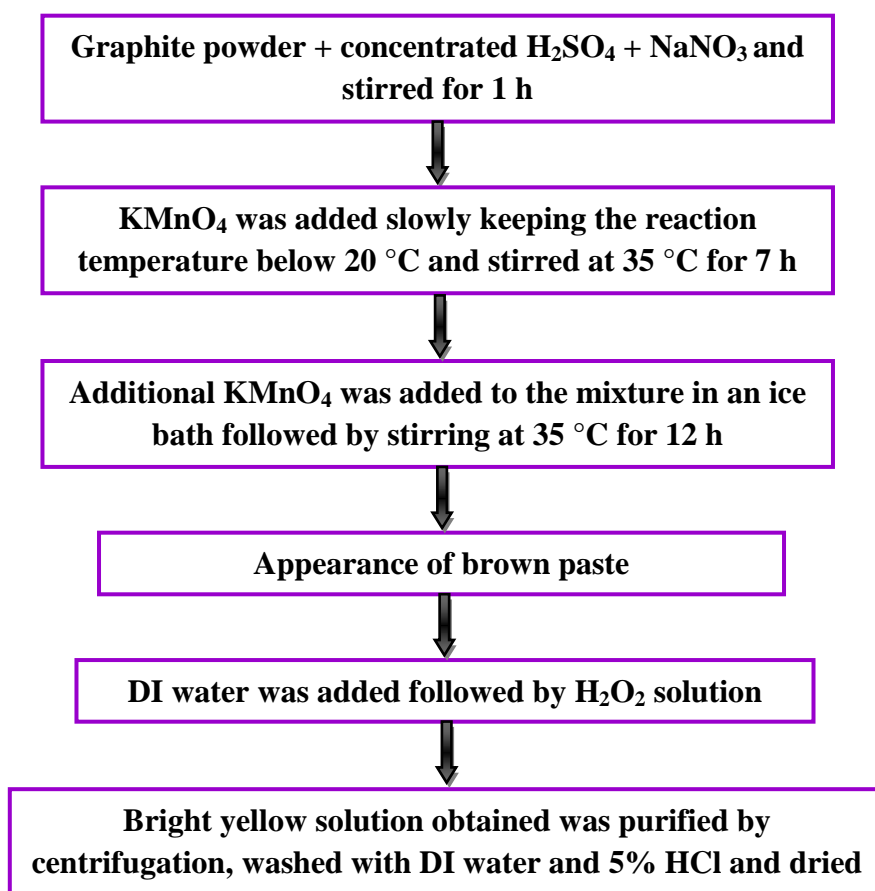 Graphite powder + concentrated H₂SO₄ + NaNO₃ and
stirred for 1 h
KMnO₄ was added slowly keeping the reaction
temperature below 20 °C and stirred at 35 °C for 7 h
Additional KMnO₄ was added to the mixture in an ice
bath followed by stirring at 35 °C for 12 h
Appearance of brown paste
DI water was added followed by H₂O₂ solution
Bright yellow solution obtained was purified by
centrifugation, washed with DI water and 5% HCl and dried